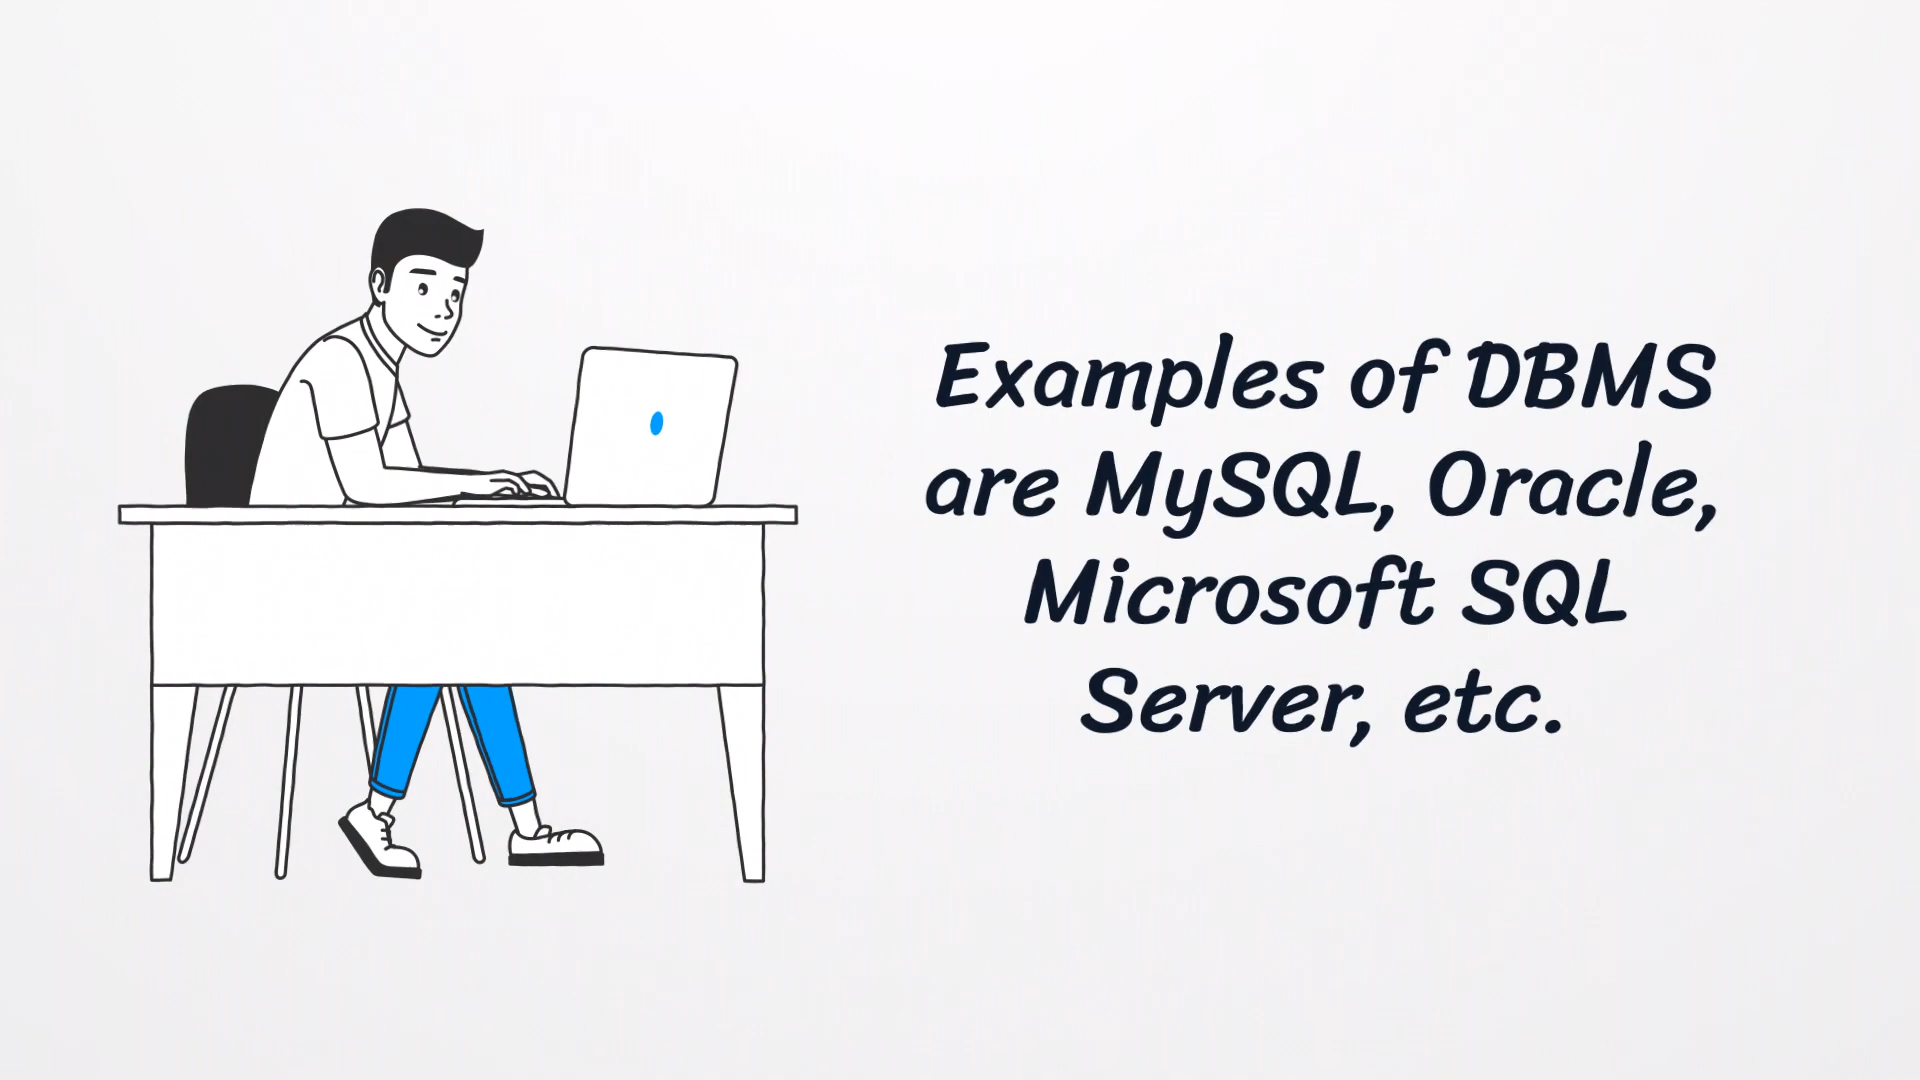 Examples of DBMS
are MySQL, Oracle,
Microsoft SQL
Server, etc.